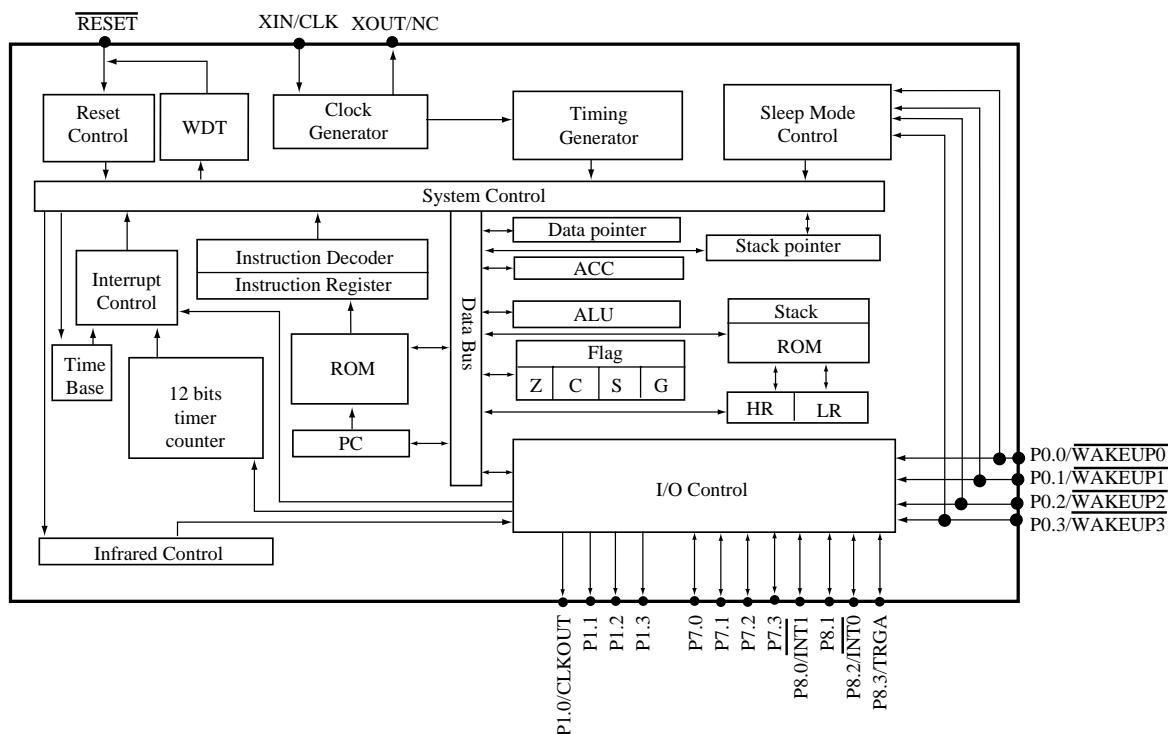 RESET
XIN/CLK
XOUT/NC
Reset
Control
WDT
Clock
Generator
Timing
Generator
Sleep Mode
Control
System Control
Interrupt
Control
Instruction Decoder
Instruction Register
Data Bus
Data pointer
Stack pointer
ACC
ALU
Stack
ROM
Time
Base
12 bits
timer
counter
ROM
Flag
Z C S G
HR LR
PC
I/O Control
P0.0/WAKEUP0
P0.1/WAKEUP1
P0.2/WAKEUP2
P0.3/WAKEUP3
Infrared Control
P1.0/CLKOUT
P1.1
P1.2
P1.3
P7.0
P7.1
P7.2
P7.3
P8.0/INT1
P8.1
P8.2/INT0
P8.3/TRGA